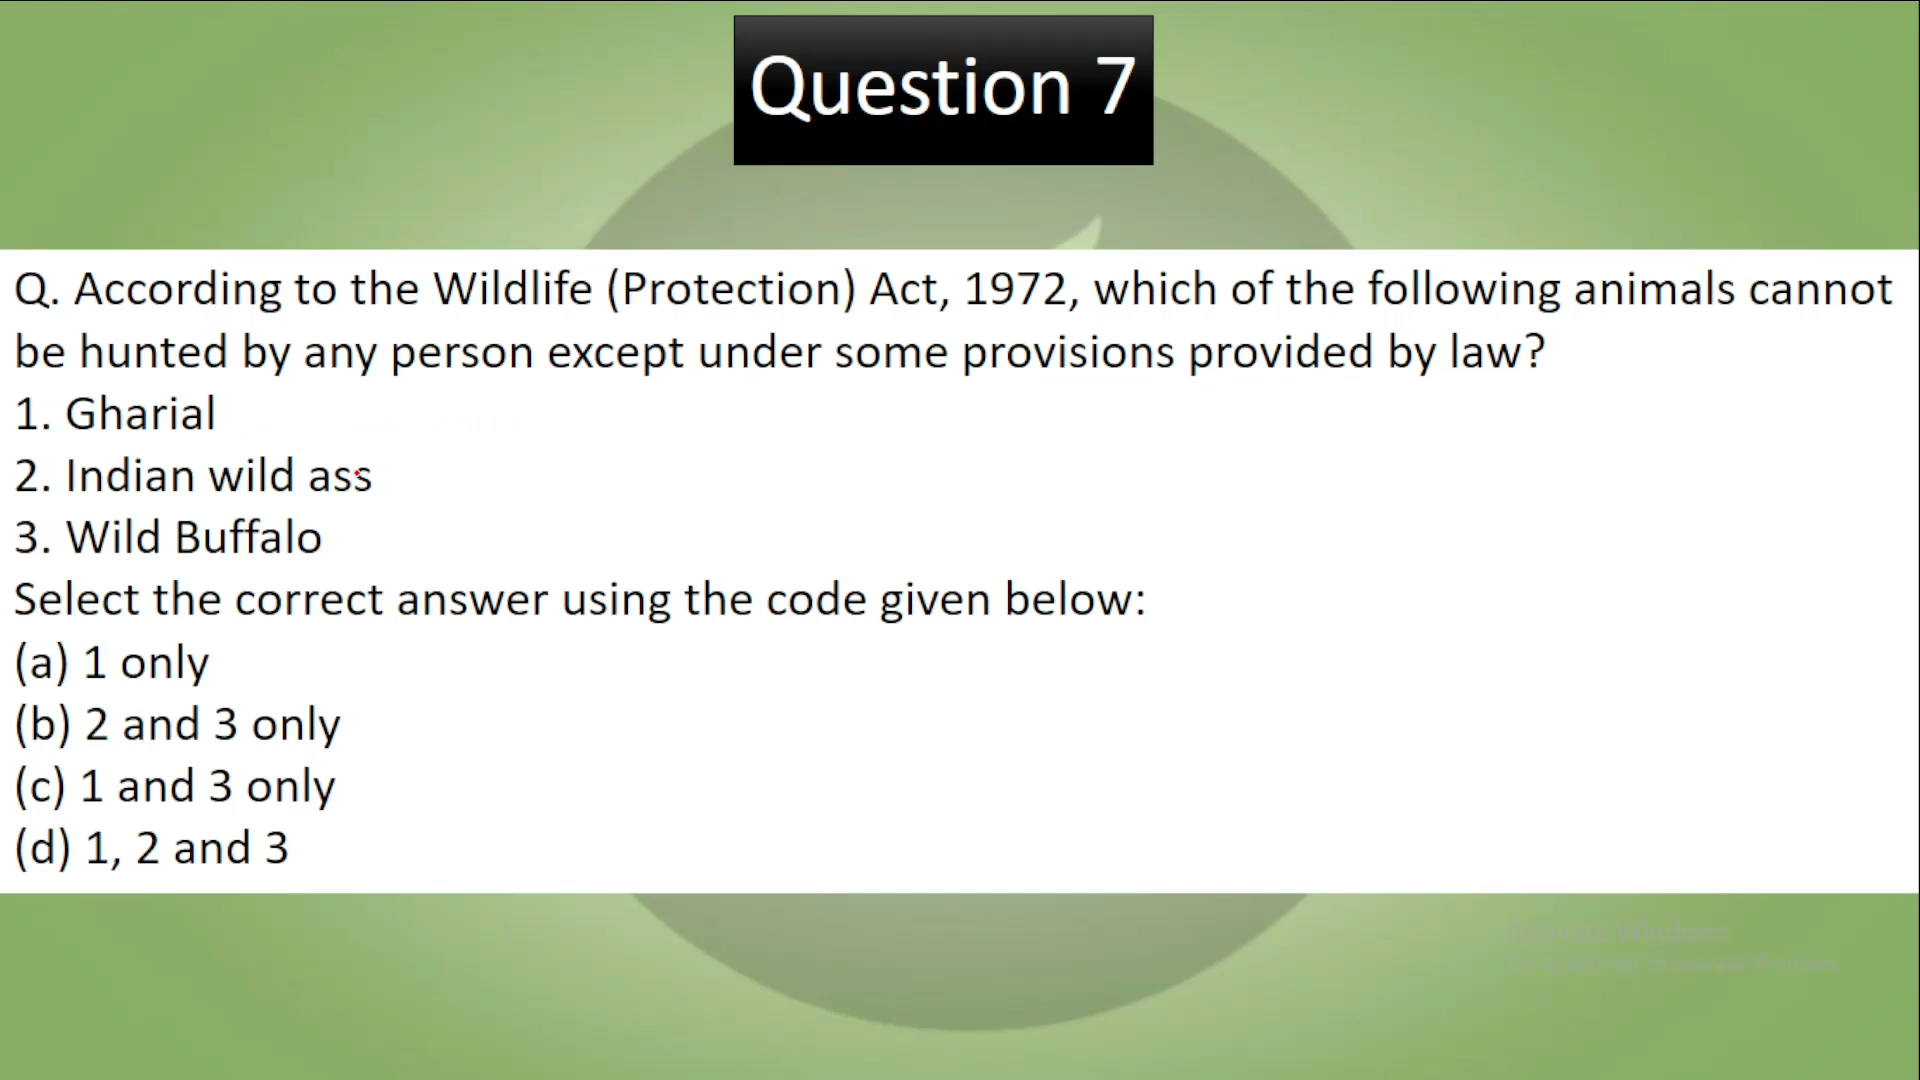 Question 7
Q. According to the Wildlife (Protection) Act, 1972, which of the following animals cannot
be hunted by any person except under some provisions provided by law?
1. Gharial
2. Indian wild ass
3. Wild Buffalo
Select the correct answer using the code given below:
(a) 1 only
(b) 2 and 3 only
(c) 1 and 3 only
(d) 1, 2 and 3
Activate Windows